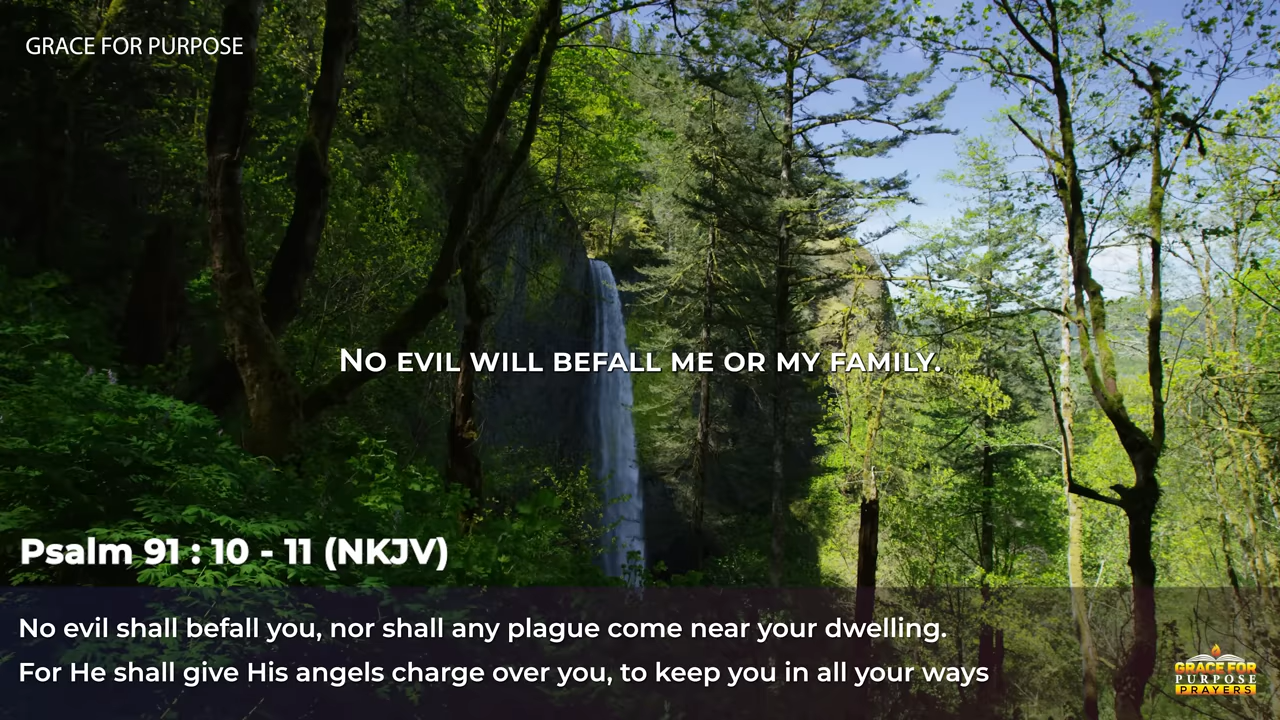 GRACE FOR PURPOSE
NO EVIL WILL BEFALL ME OR MY FAMILY.
Psalm 91 : 10 - 11 (NKJV)
No evil shall befall you, nor shall any plague come near your dwelling.
For He shall give His angels charge over you, to keep you in all your ways
GRACE FOR
PURPOSE
PRAYERS